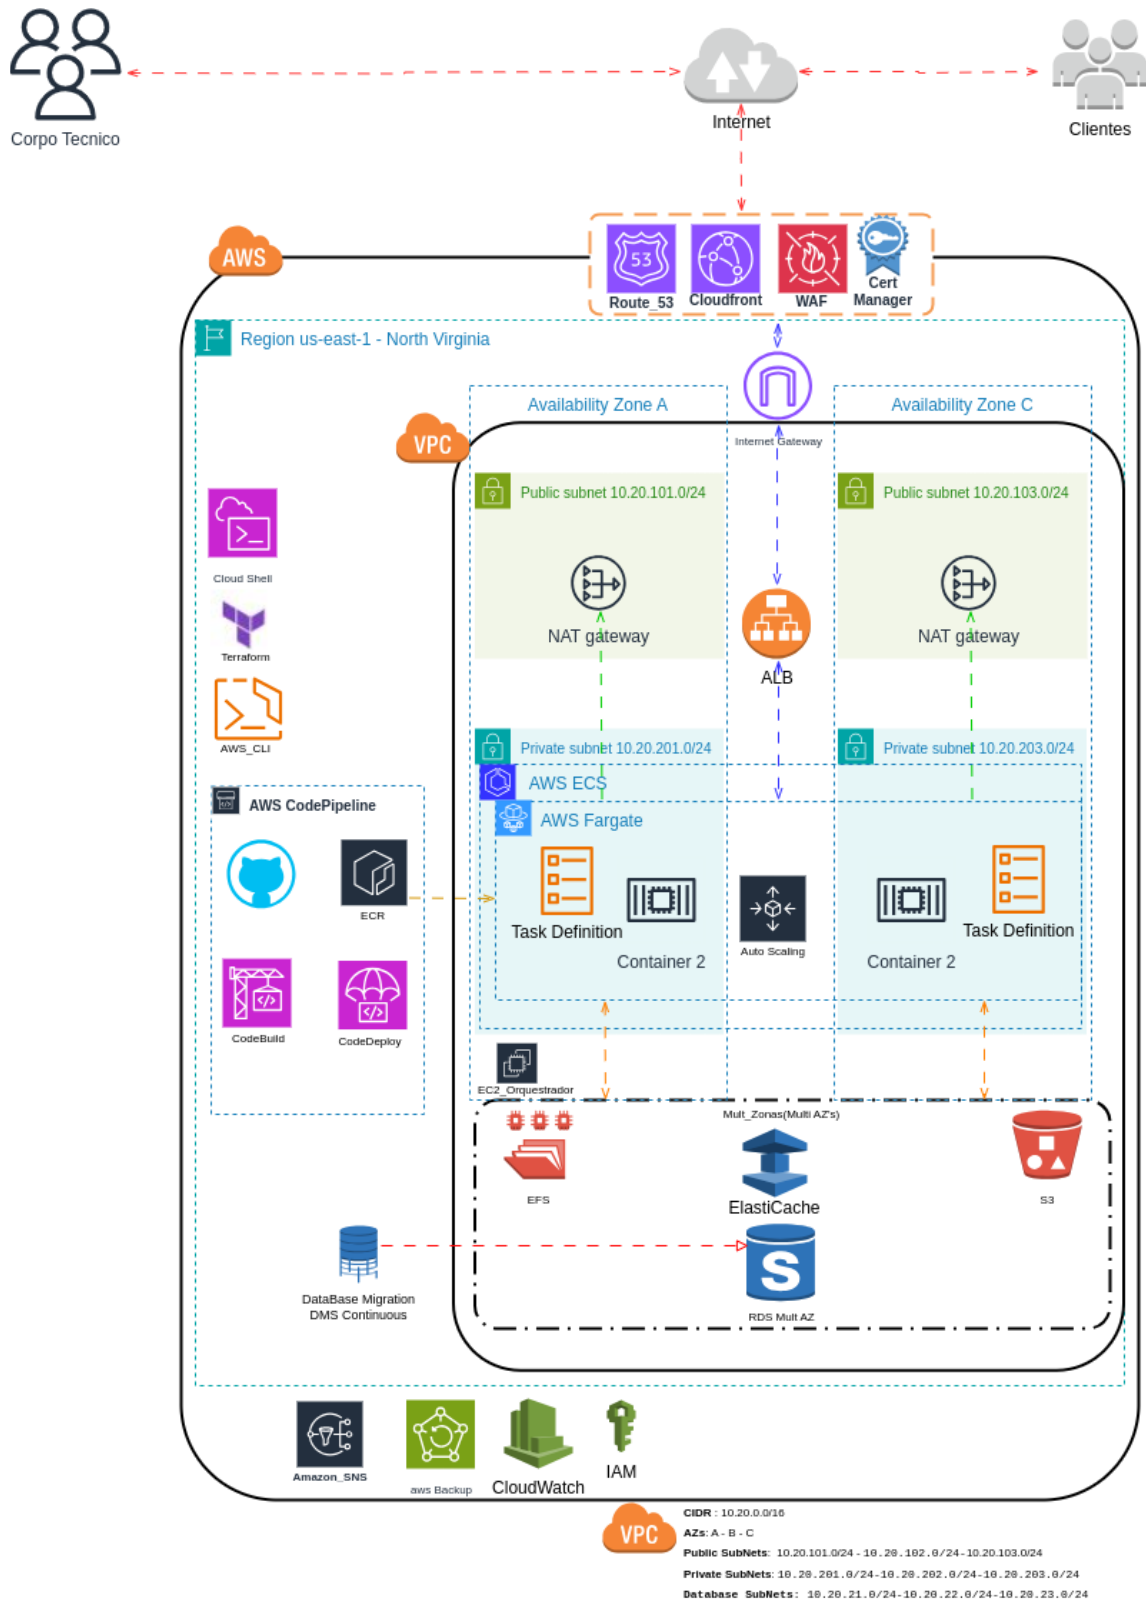 Corpo Tecnico
Internet
Clientes
AWS
53
Route_53
Cloudfront
WAF
Cert
Manager
Region us-east-1 - North Virginia
Availability Zone A
Availability Zone C
VPC
Internet Gateway
Public subnet 10.20.101.0/24
Public subnet 10.20.103.0/24
Cloud Shell
NAT gateway
NAT gateway
Terraform
ALB
AWS_CLI
Private subnet 10.20.201.0/24
Private subnet 10.20.203.0/24
AWS ECS
AWS CodePipeline
AWS Fargate
ECR
Task Definition
Container 2
Auto Scaling
Container 2
Task Definition
CodeBuild
CodeDeploy
EC2_Orquestrador
Mult_Zonas(Multi AZ's)
EFS
ElastiCache
S3
S
DataBase Migration
DMS Continuous
RDS Mult AZ
Amazon_SNS
aws Backup
CloudWatch
IAM
VPC
CIDR : 10.20.0.0/16
AZs: A - B - C
Public SubNets: 10.20.101.0/24 - 10.20.102.0/24-10.20.103.0/24
Private SubNets: 10.20.201.0/24-10.20.202.0/24-10.20.203.0/24
Database SubNets: 10.20.21.0/24-10.20.22.0/24-10.20.23.0/24